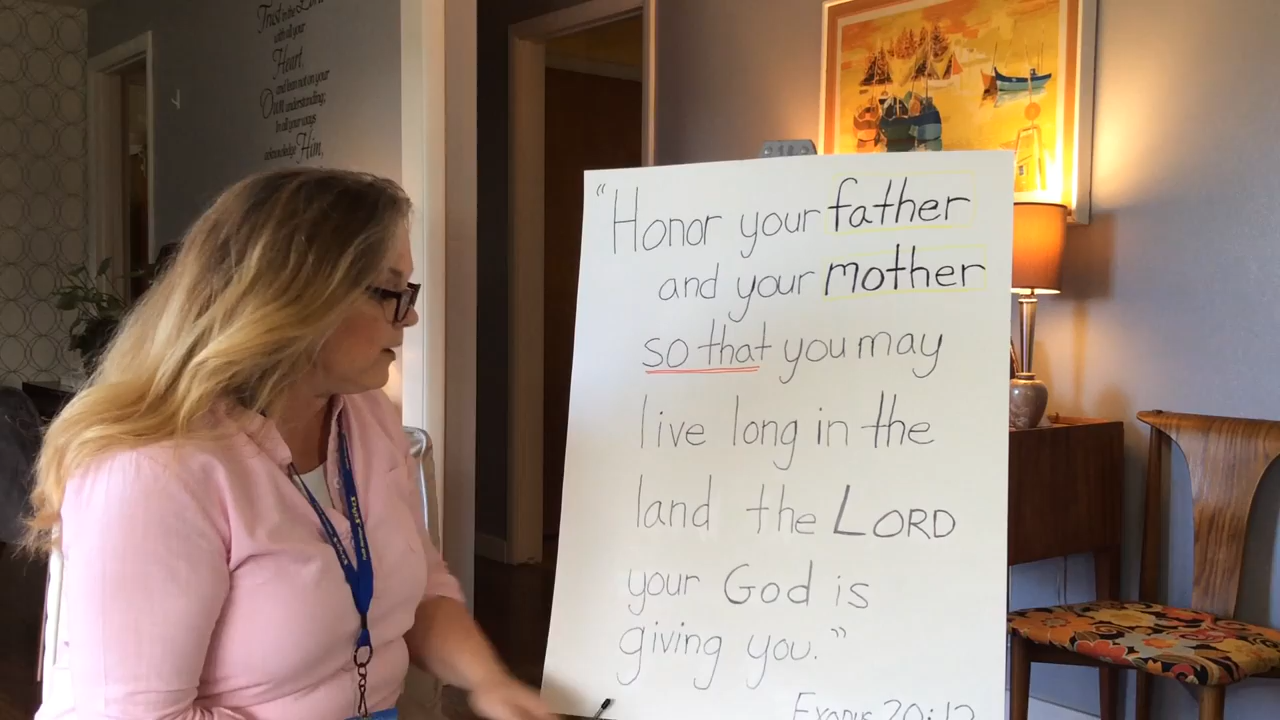 Trust in the Lord
with all your
Heart,
and lean not on your
Own understanding;
In all your ways
acknowledge Him,
“Honor your father
and your mother
so that you may
live long in the
land the LORD
your God is
giving you.”
Exodus 20:12